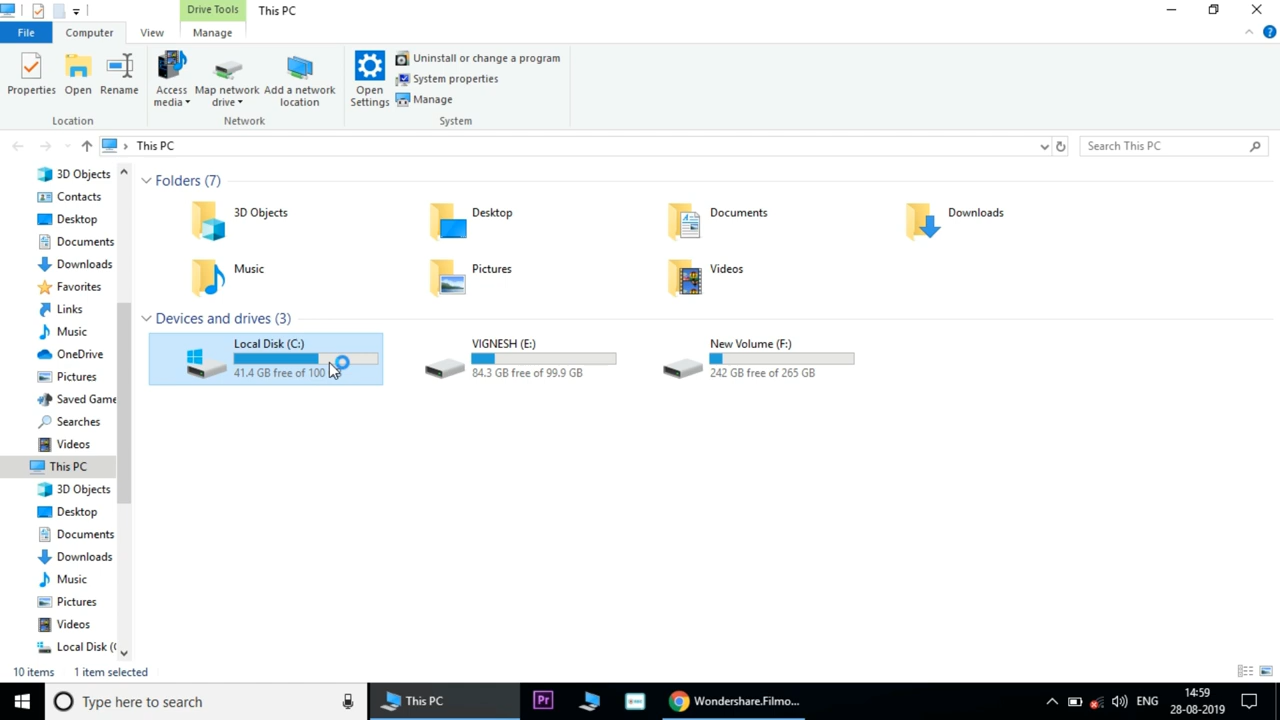 Drive Tools
This PC
File
Computer
View
Manage
Properties
Open
Rename
Access media
Map network drive
Add a network location
Open Settings
Uninstall or change a program
System properties
Manage
Location
Network
System
This PC
Search This PC
3D Objects
Contacts
Desktop
Documents
Downloads
Favorites
Links
Music
OneDrive
Pictures
Saved Game
Searches
Videos
This PC
3D Objects
Desktop
Documents
Downloads
Music
Pictures
Videos
Local Disk (
Folders (7)
3D Objects
Desktop
Documents
Downloads
Music
Pictures
Videos
Devices and drives (3)
Local Disk (C:)
41.4 GB free of 100
VIGNESH (E:)
84.3 GB free of 99.9 GB
New Volume (F:)
242 GB free of 265 GB
10 items
1 item selected
Type here to search
This PC
Pr
Wondershare.Filmo...
ENG
14:59
28-08-2019